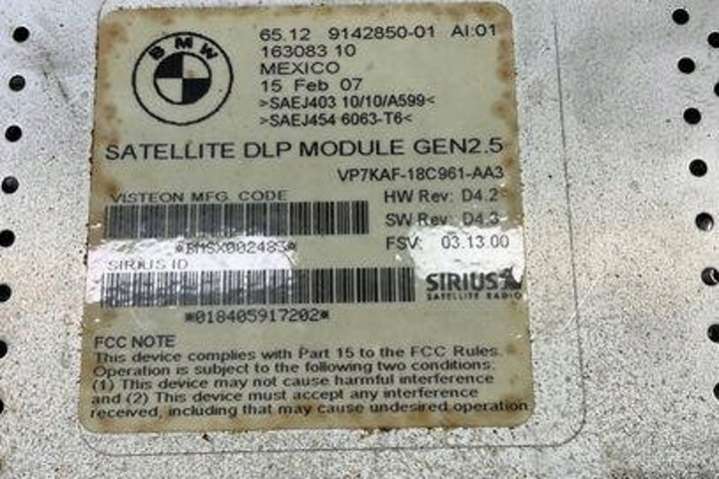 BMW
65.12 9142850-01 AI:01
163083 10
MEXICO
15 Feb 07
>SAEJ403 10/10/A599<
>SAEJ454 6063-T6<
SATELLITE DLP MODULE GEN2.5
VP7KAF-18C961-AA3
VISTEON MFG. CODE
HW Rev: D4.2
SW Rev: D4.3
*BMSX002483*
FSV: 03.13.00
SIRIUS ID
SIRIUS
SATELLITE RADIO
*018405917202*
FCC NOTE
This device complies with Part 15 to the FCC Rules.
Operation is subject to the following two conditions:
(1) This device may not cause harmful interference
and (2) This device must accept any interference
received, including that may cause undesired operation